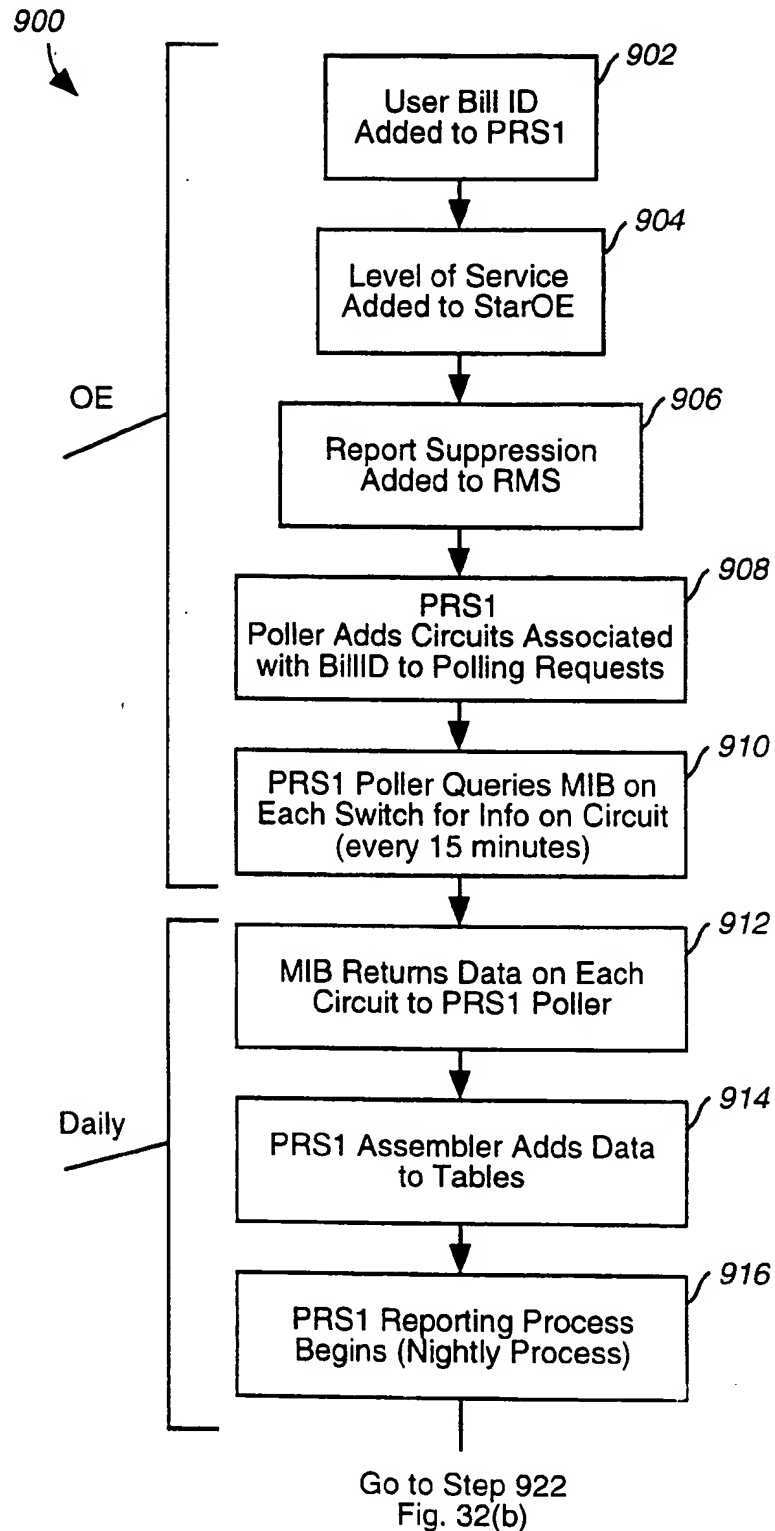 900
902
User Bill ID
Added to PRS1
904
Level of Service
Added to StarOE
OE
906
Report Suppression
Added to RMS
908
PRS1
Poller Adds Circuits Associated
with BillID to Polling Requests
910
PRS1 Poller Queries MIB on
Each Switch for Info on Circuit
(every 15 minutes)
912
MIB Returns Data on Each
Circuit to PRS1 Poller
914
Daily
PRS1 Assembler Adds Data
to Tables
916
PRS1 Reporting Process
Begins (Nightly Process)
Go to Step 922
Fig. 32(b)